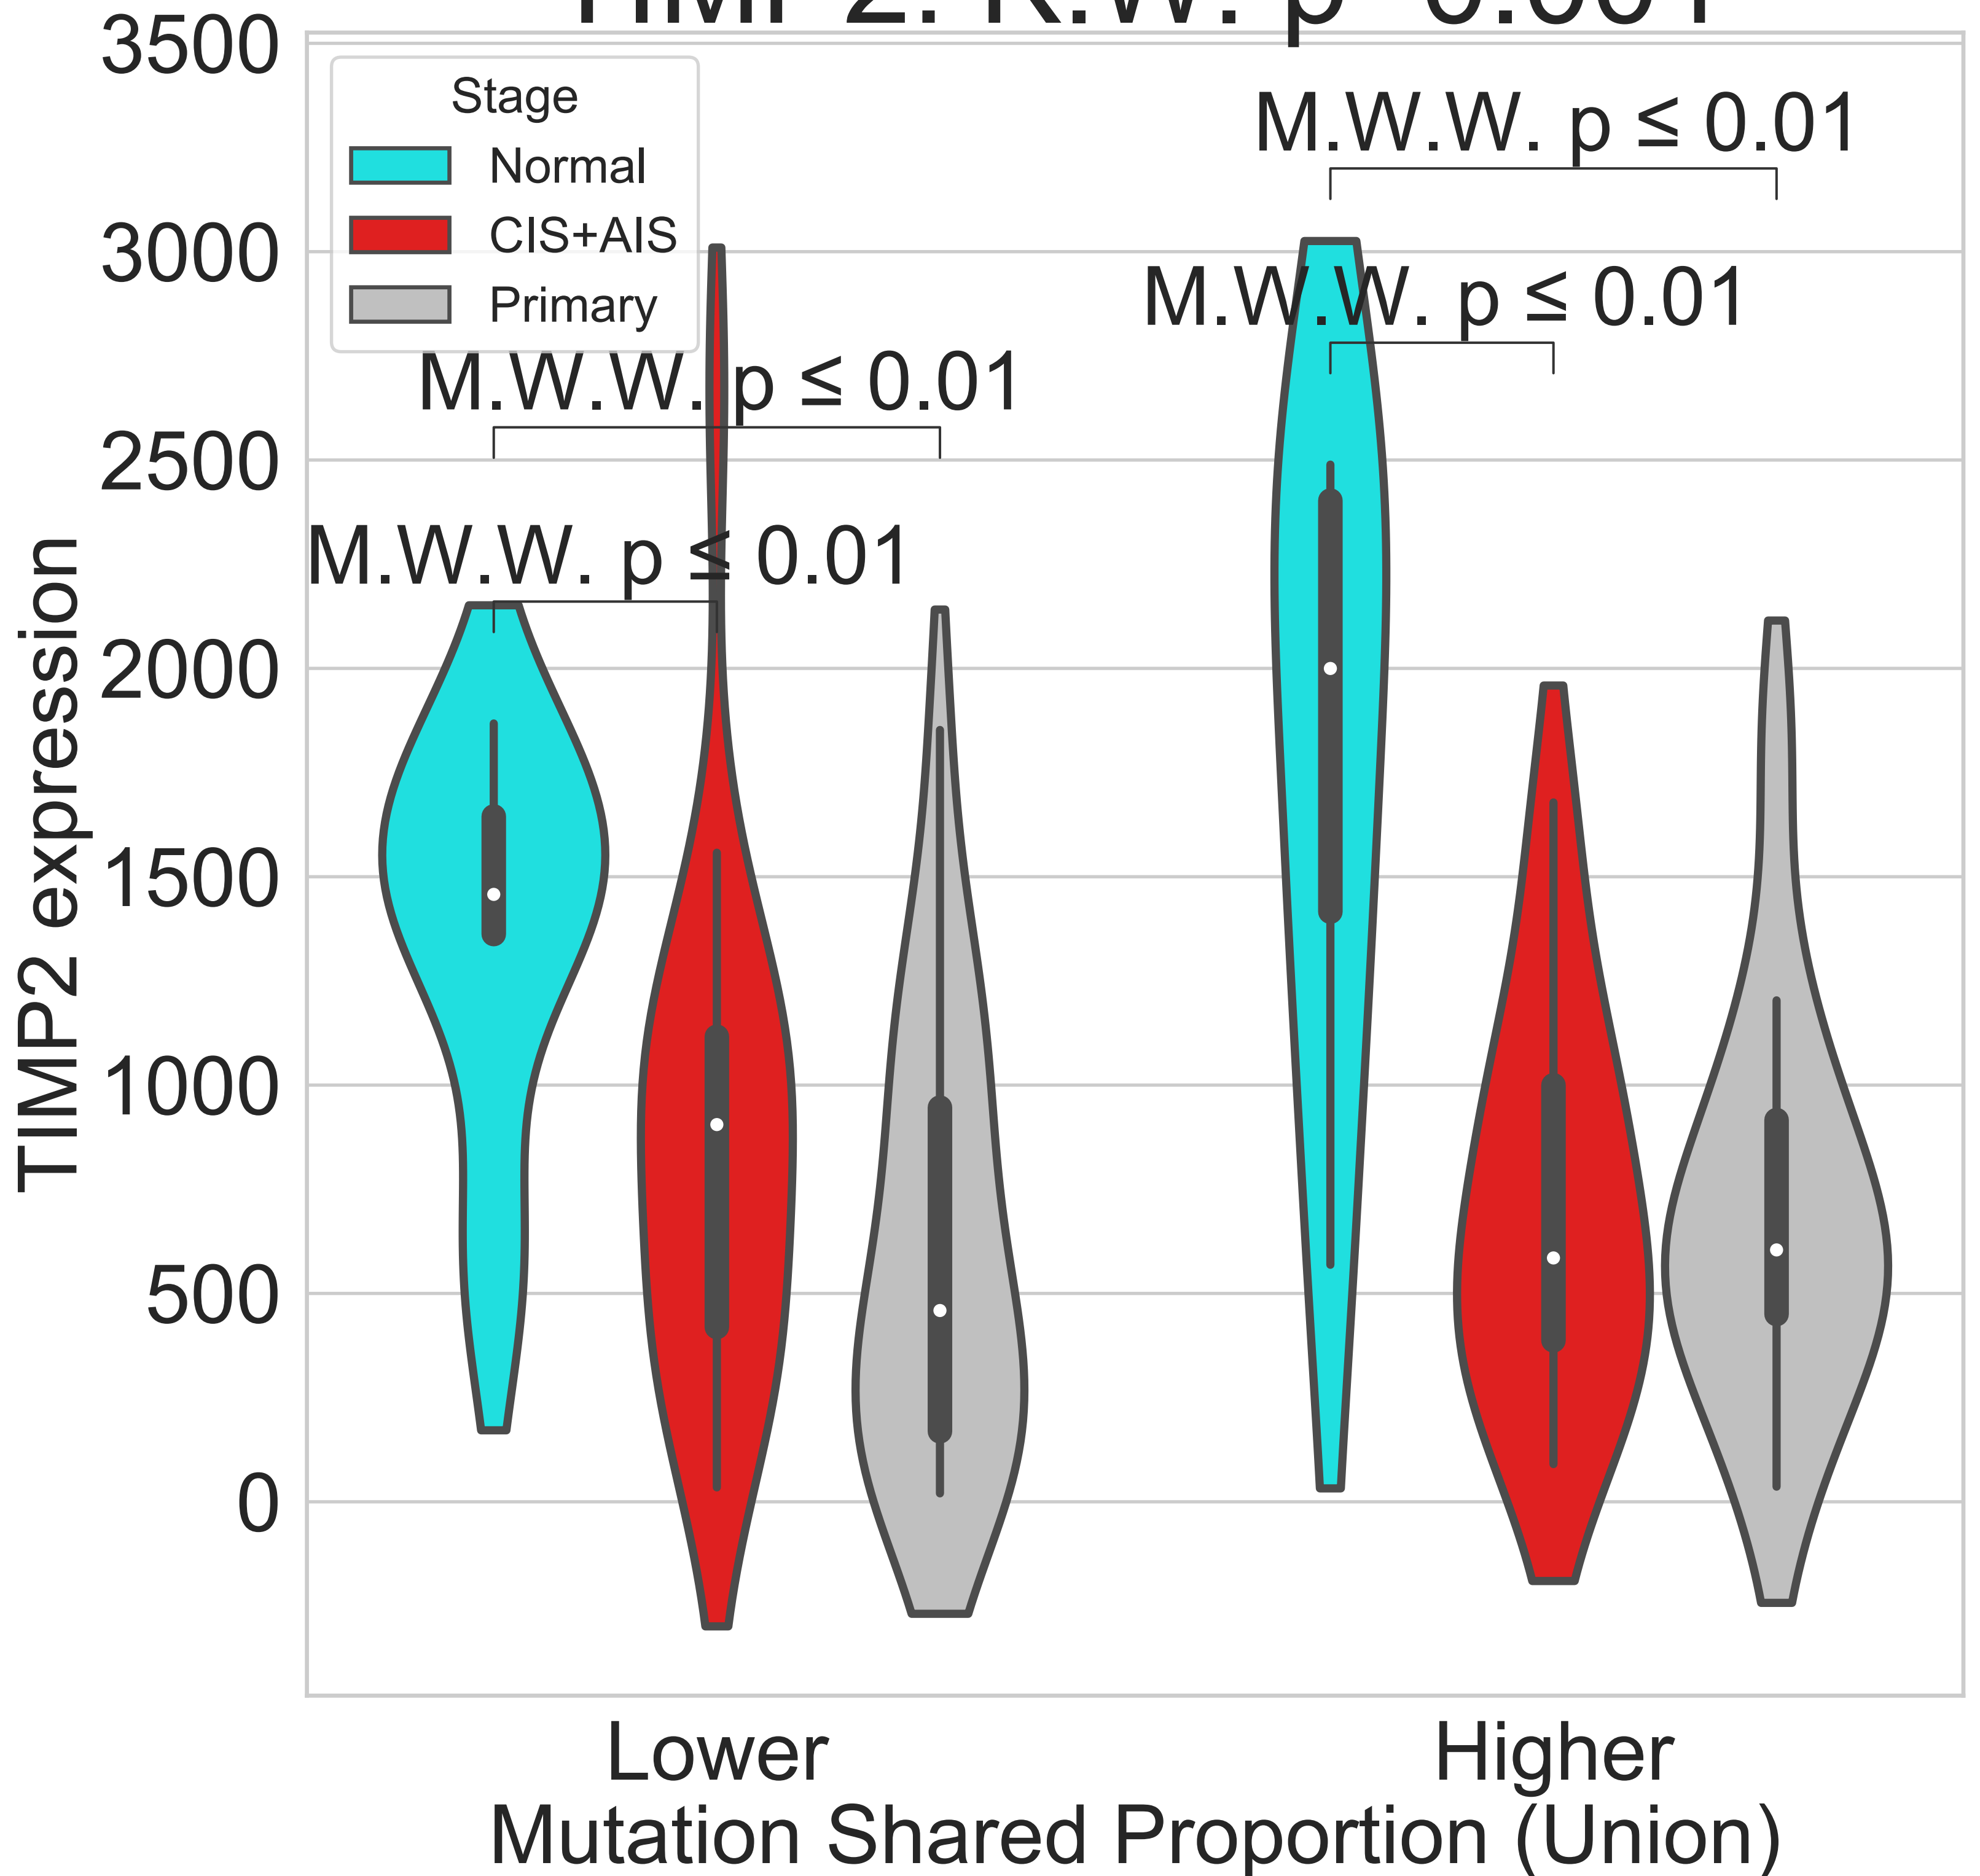 3500
3000
2500
2000
1500
1000
500
0
TIMP2 expression
Stage
Normal
CIS+AIS
Primary
M.W.W. p ≤ 0.01
M.W.W. p ≤ 0.01
M.W.W. p ≤ 0.01
M.W.W. p ≤ 0.01
Lower
Higher
Mutation Shared Proportion (Union)